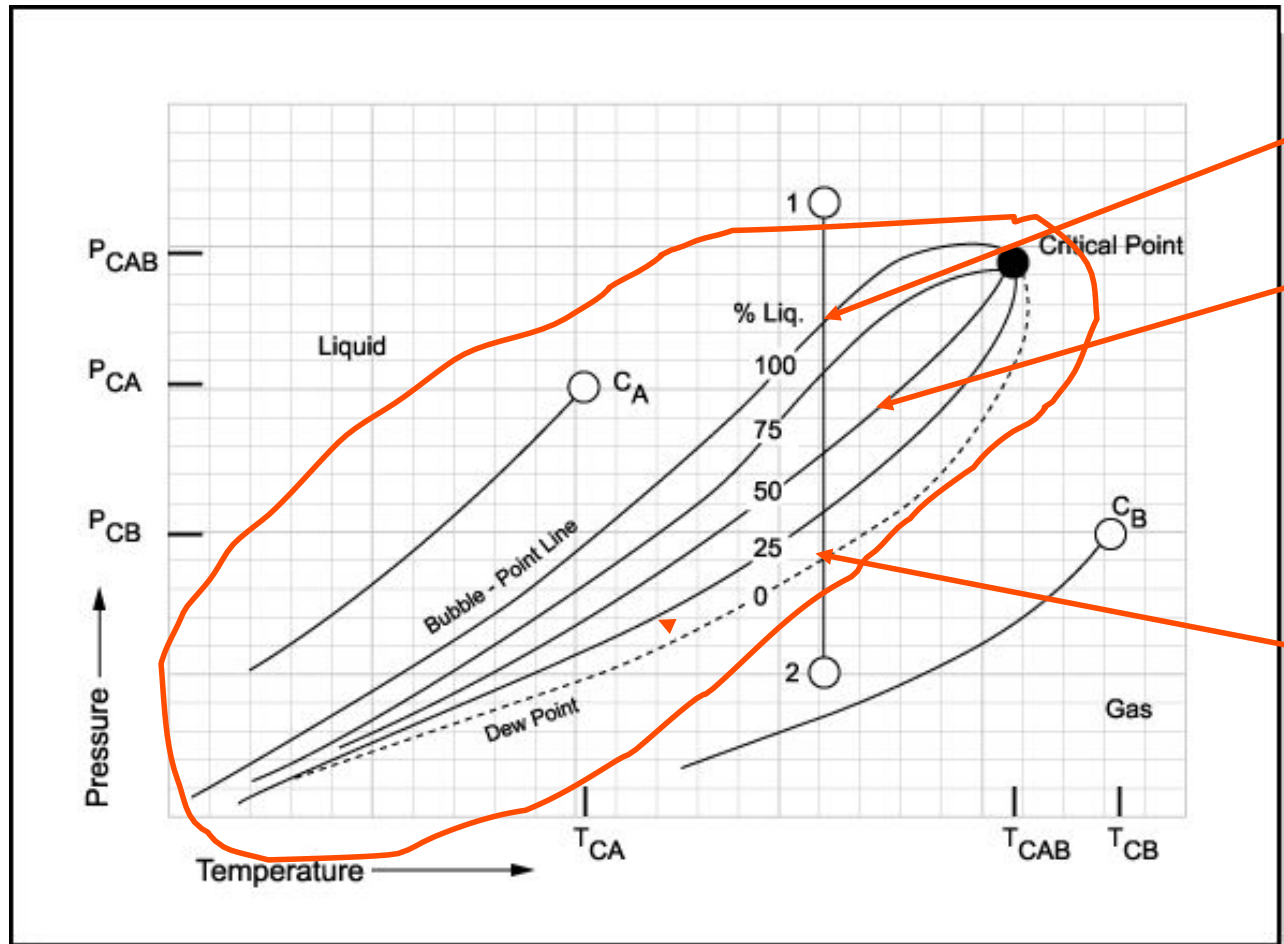 1
P CAB
Critical Point
% Liq.
Liquid
100
P CA
C A
75
50
P CB
C B
25
Bubble - Point Line
0
2
Dew Point
Gas
Pressure
T CA
T CAB
T CB
Temperature